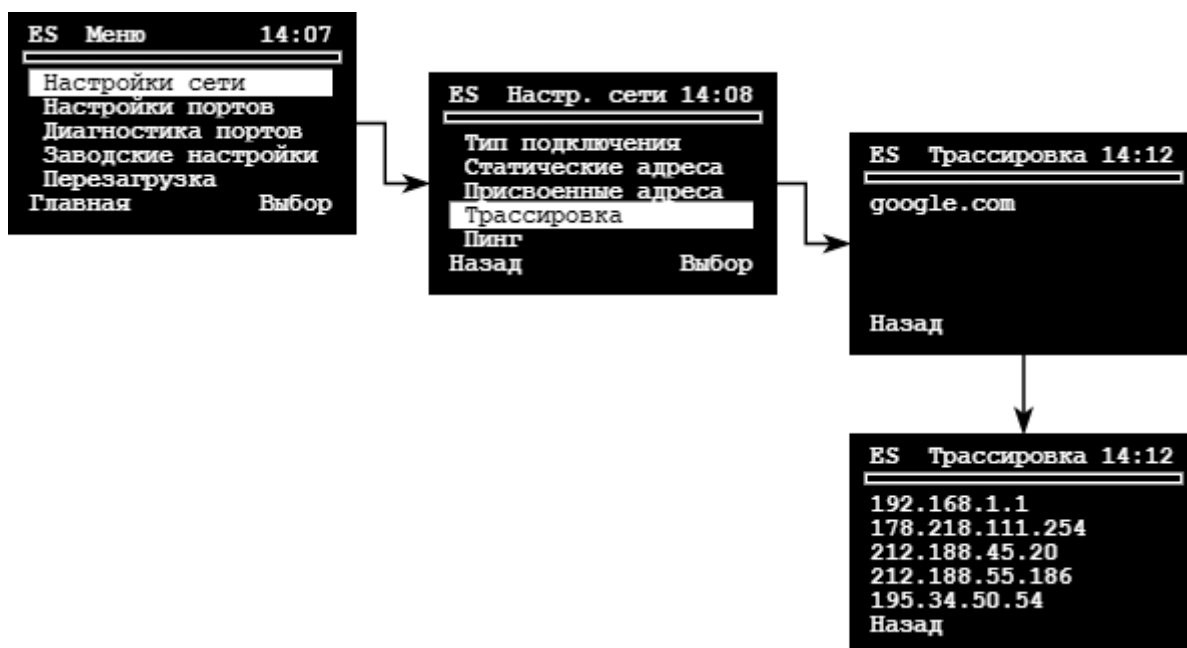 ES Меню 14:07
Настройки сети
Настройки портов
Диагностика портов
Заводские настройки
Перезагрузка
Главная Выбор
ES Настр. сети 14:08
Тип подключения
Статические адреса
Присвоенные адреса
Трассировка
Пинг
Назад Выбор
ES Трассировка 14:12
google.com
Назад
ES Трассировка 14:12
192.168.1.1
178.218.111.254
212.188.45.20
212.188.55.186
195.34.50.54
Назад